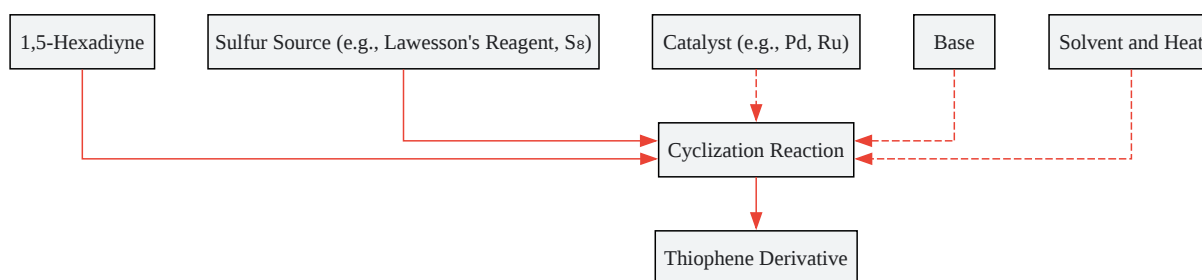 1,5-Hexadiyne
Sulfur Source (e.g., Lawesson's Reagent, S₈)
Catalyst (e.g., Pd, Ru)
Base
Solvent and Heat
Cyclization Reaction
Thiophene Derivative